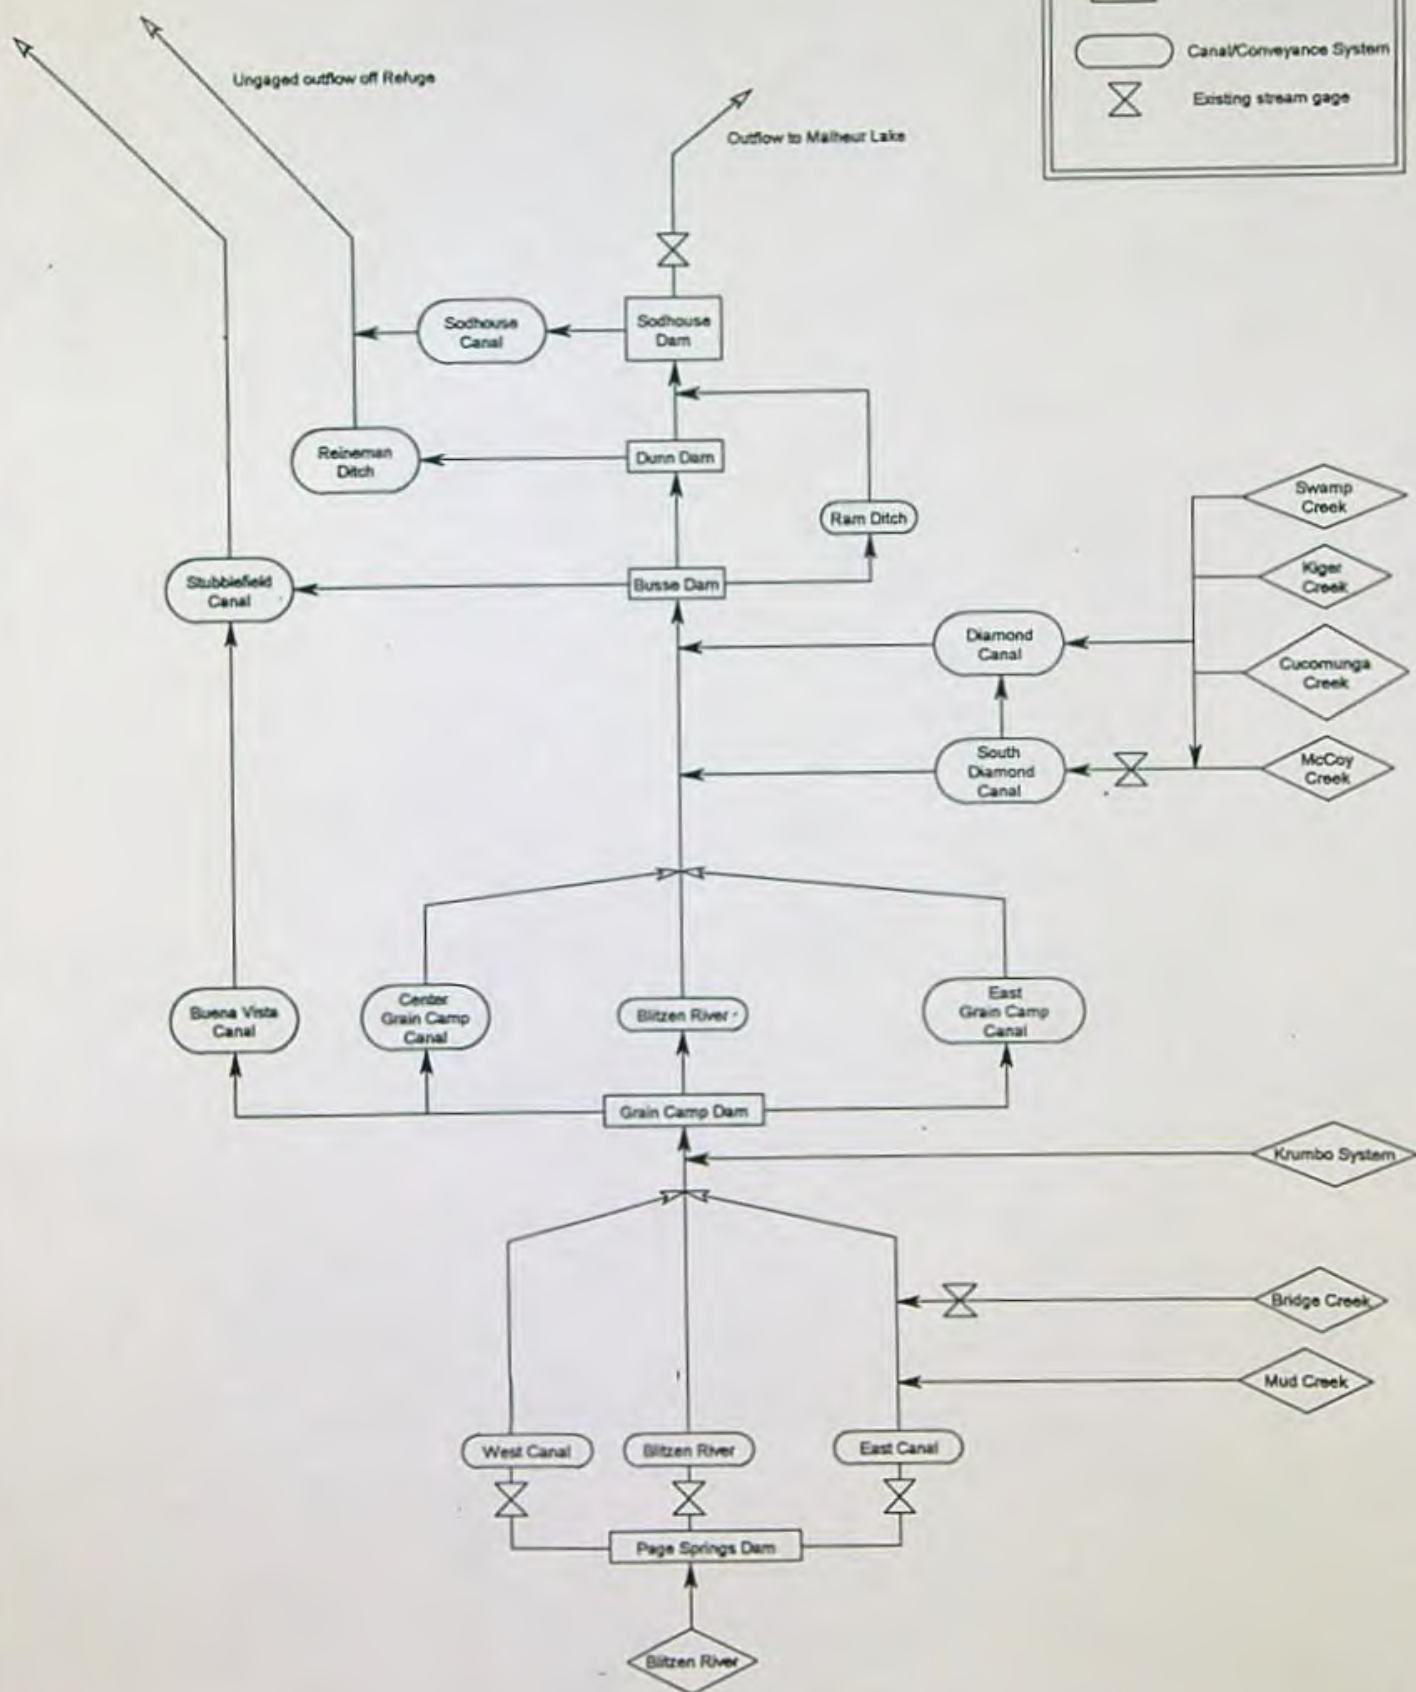 Canal/Conveyance System
Existing stream gage
Ungaged outflow off Refuge
Outflow to Malheur Lake
Sodhouse
Canal
Sodhouse
Dam
Reineman
Ditch
Dunn Dam
Ram Ditch
Swamp
Creek
Kiger
Creek
Stubblefield
Canal
Busse Dam
Diamond
Canal
Cucomunga
Creek
South
Diamond
Canal
McCoy
Creek
Buena Vista
Canal
Center
Grain Camp
Canal
Blitzen River
East
Grain Camp
Canal
Grain Camp Dam
Krumbo System
Bridge Creek
Mud Creek
West Canal
Blitzen River
East Canal
Page Springs Dam
Blitzen River